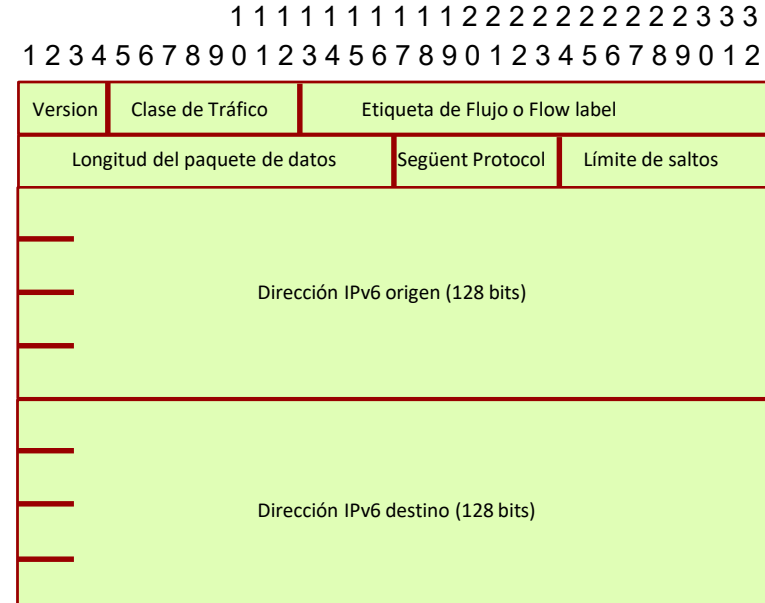 1 1 1 1 1 1 1 1 1 1 2 2 2 2 2 2 2 2 2 2 3 3 3
1 2 3 4 5 6 7 8 9 0 1 2 3 4 5 6 7 8 9 0 1 2 3 4 5 6 7 8 9 0 1 2
Version Clase de Tráfico Etiqueta de Flujo o Flow label
Longitud del paquete de datos Següent Protocol Límite de saltos
Dirección IPv6 origen (128 bits)
Dirección IPv6 destino (128 bits)